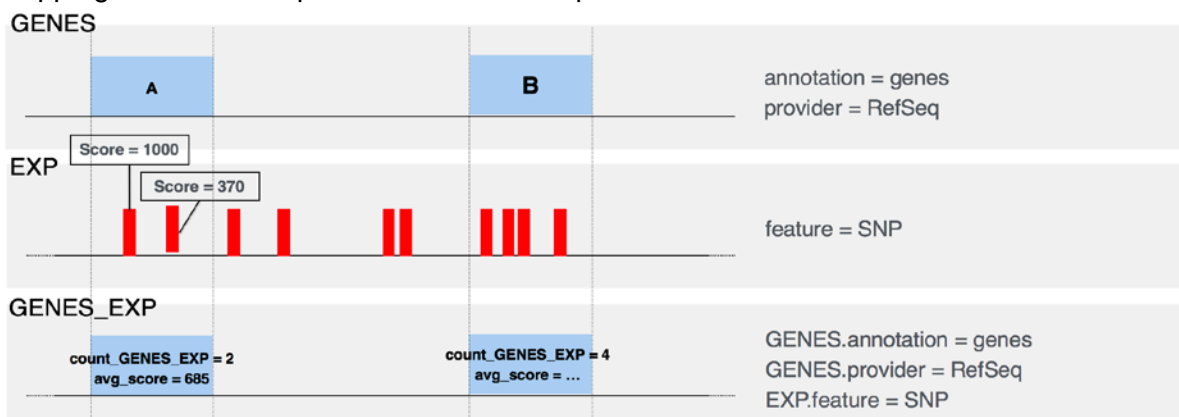 GENES
A
B
annotation = genes
provider = RefSeq
Score = 1000
EXP
Score = 370
feature = SNP
GENES_EXP
count_GENES_EXP = 2
avg_score = 685
count_GENES_EXP = 4
avg_score = ...
GENES.annotation = genes
GENES.provider = RefSeq
EXP.feature = SNP